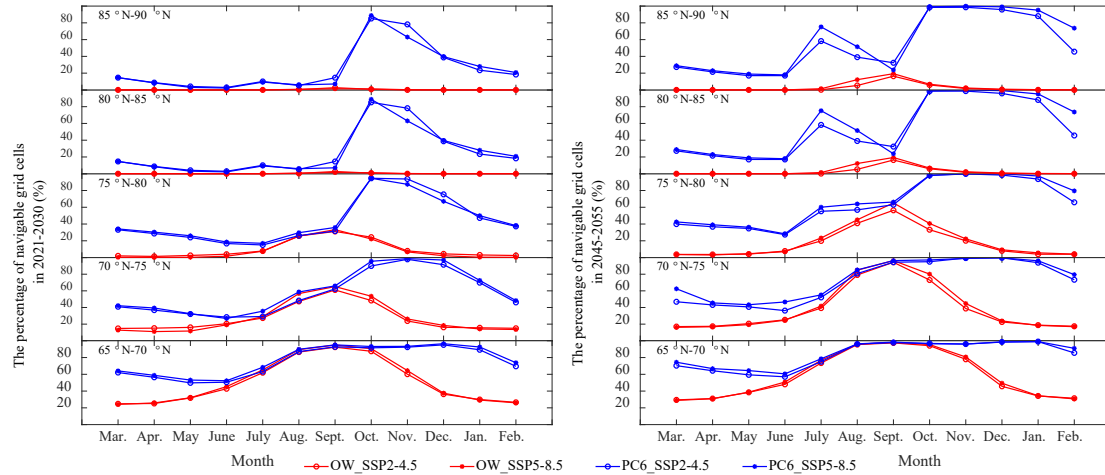 The percentage of navigable grid cells
in 2021-2030 (%)
85 °N-90 °N
80
60
40
20
80 °N-85 °N
80
60
40
20
75 °N-80 °N
80
60
40
20
70 °N-75 °N
80
60
40
20
65 °N-70 °N
80
60
40
20
Mar. Apr. May June July Aug. Sept. Oct. Nov. Dec. Jan. Feb.
Month
The percentage of navigable grid cells
in 2045-2055 (%)
85 °N-90 °N
80
60
40
20
80 °N-85 °N
80
60
40
20
75 °N-80 °N
80
60
40
20
70 °N-75 °N
80
60
40
20
65 °N-70 °N
80
60
40
20
Mar. Apr. May June July Aug. Sept. Oct. Nov. Dec. Jan. Feb.
Month
OW_SSP2-4.5 OW_SSP5-8.5 PC6_SSP2-4.5 PC6_SSP5-8.5